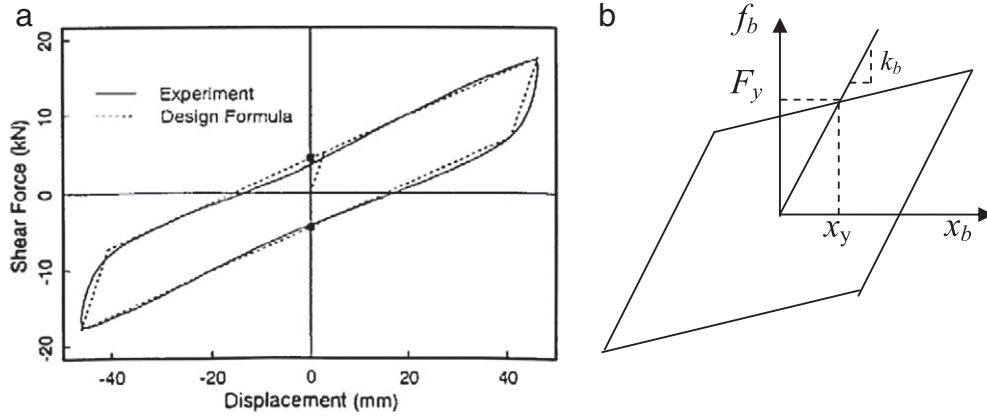 a
20
10
0
-10
-20
Shear Force (kN)
Experiment
Design Formula
-40
-20
0
20
40
Displacement (mm)
b
f_b
k_b
F_y
x_y
x_b